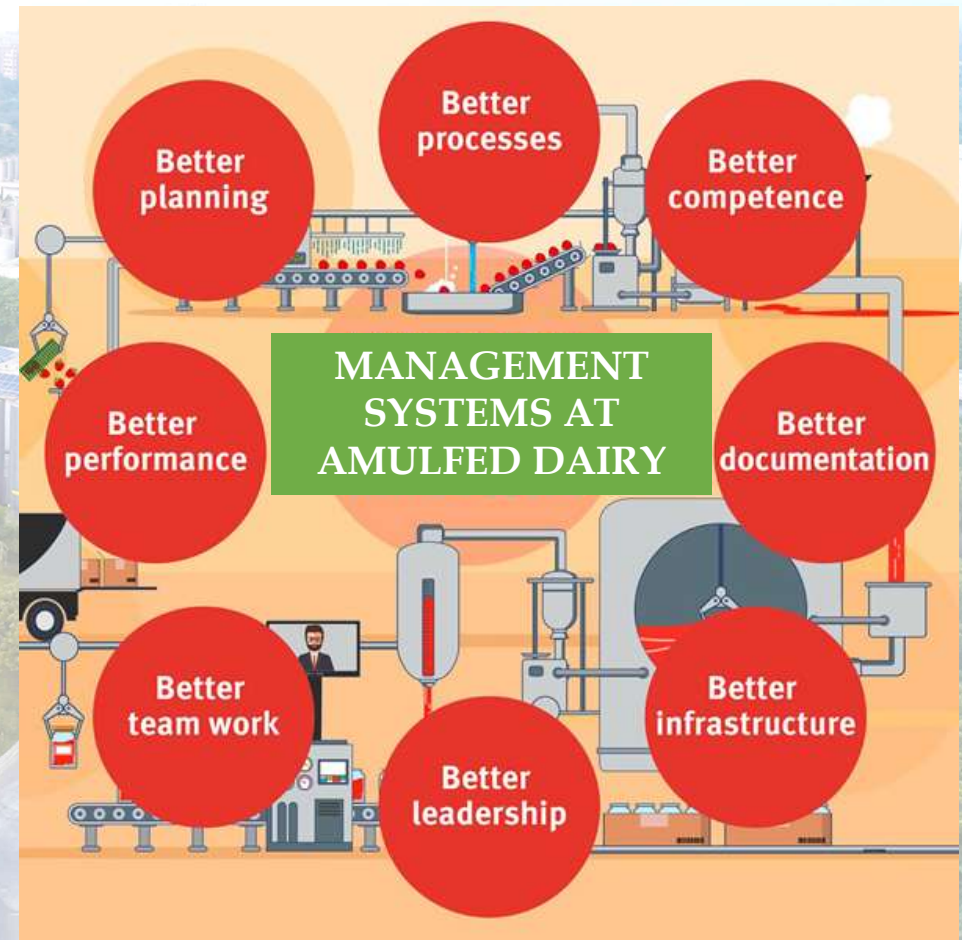 Better
processes
Better
planning
Better
competence
MANAGEMENT
SYSTEMS AT
AMULFED DAIRY
Better
performance
Better
documentation
Better
team work
Better
infrastructure
Better
leadership